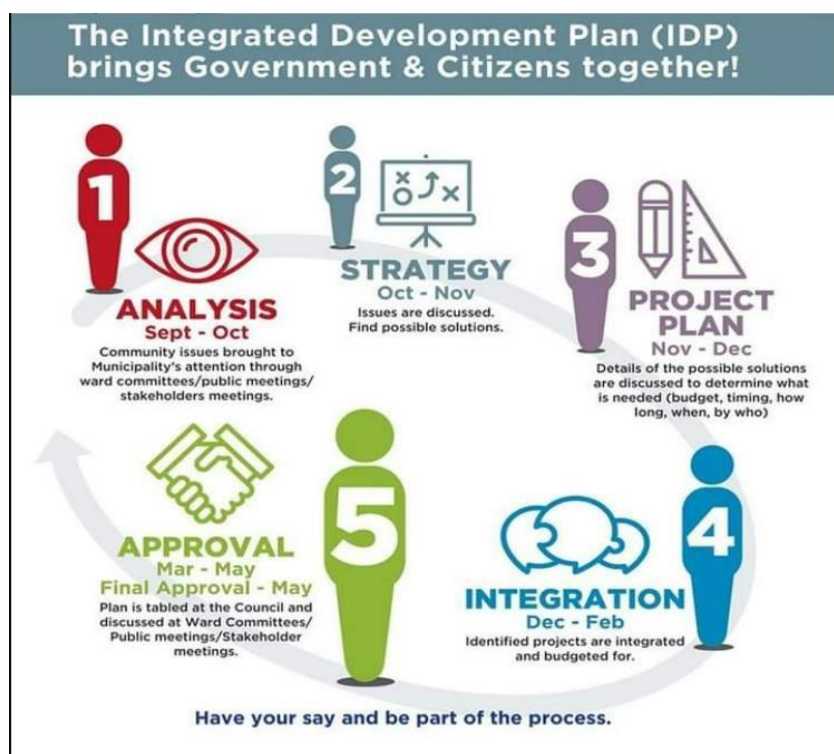 The Integrated Development Plan (IDP)
brings Government & Citizens together!
1
ANALYSIS
Sept - Oct
Community issues brought to
Municipality's attention through
ward committees/public meetings/
stakeholders meetings.
2
STRATEGY
Oct - Nov
Issues are discussed.
Find possible solutions.
3
PROJECT
PLAN
Nov - Dec
Details of the possible solutions
are discussed to determine what
is needed (budget, timing, how
long, when, by who)
4
INTEGRATION
Dec - Feb
Identified projects are integrated
and budgeted for.
5
APPROVAL
Mar - May
Final Approval - May
Plan is tabled at the Council and
discussed at Ward Committees/
Public meetings/Stakeholder
meetings.
Have your say and be part of the process.